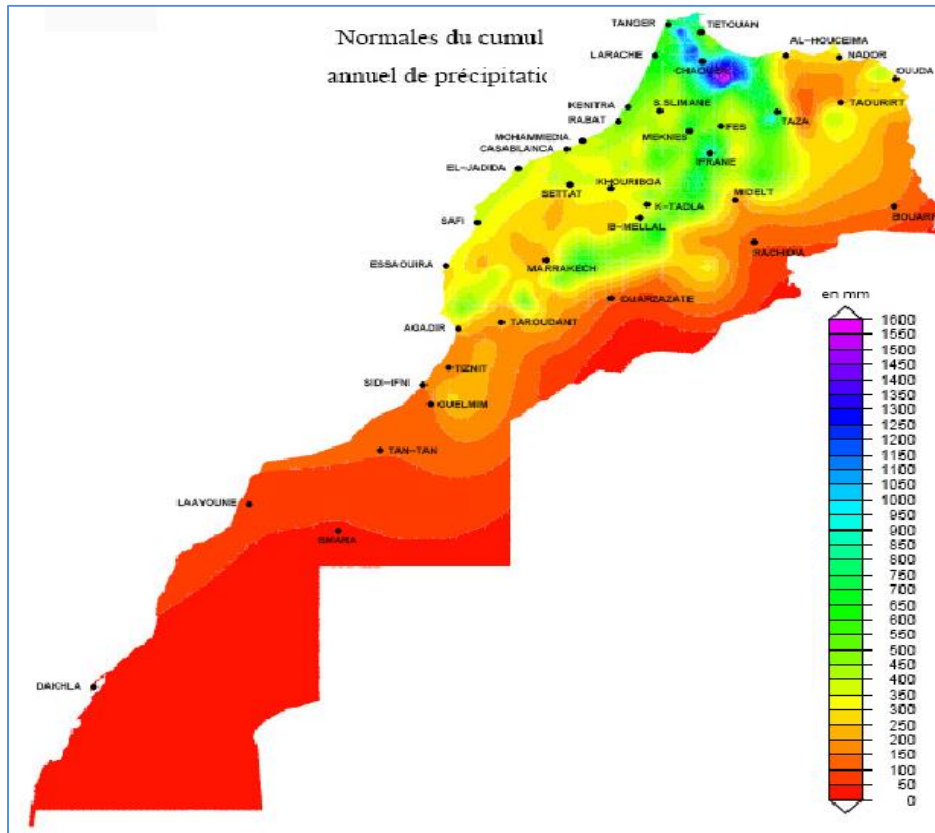 Normales du cumul
annuel de précipitatio
TANGER
TETOUAN
LARACHE
CHAOUEN
AL-HOUCEIMA
NADOR
OUJDA
KENITRA
RABAT
S.SLIMANE
TAOURIRT
TAZA
MOHAMMEDIA
CASABLANCA
MEKNES
FES
EL-JADIDA
IFRANE
SETTAT
KHOURIBGA
MIDELT
K-TADLA
B-MELLAL
BOUARF
SAFI
RACHIDIA
ESSAOUIRA
MARRAKECH
OUARZAZATE
AGADIR
TAROUDANT
TIZNIT
SIDI-IFNI
GUELMIM
TAN-TAN
LAAYOUNE
SMARA
DAKHLA
en mm
1600
1550
1500
1450
1400
1350
1300
1250
1200
1150
1100
1050
1000
950
900
850
800
750
700
650
600
550
500
450
400
350
300
250
200
150
100
50
0